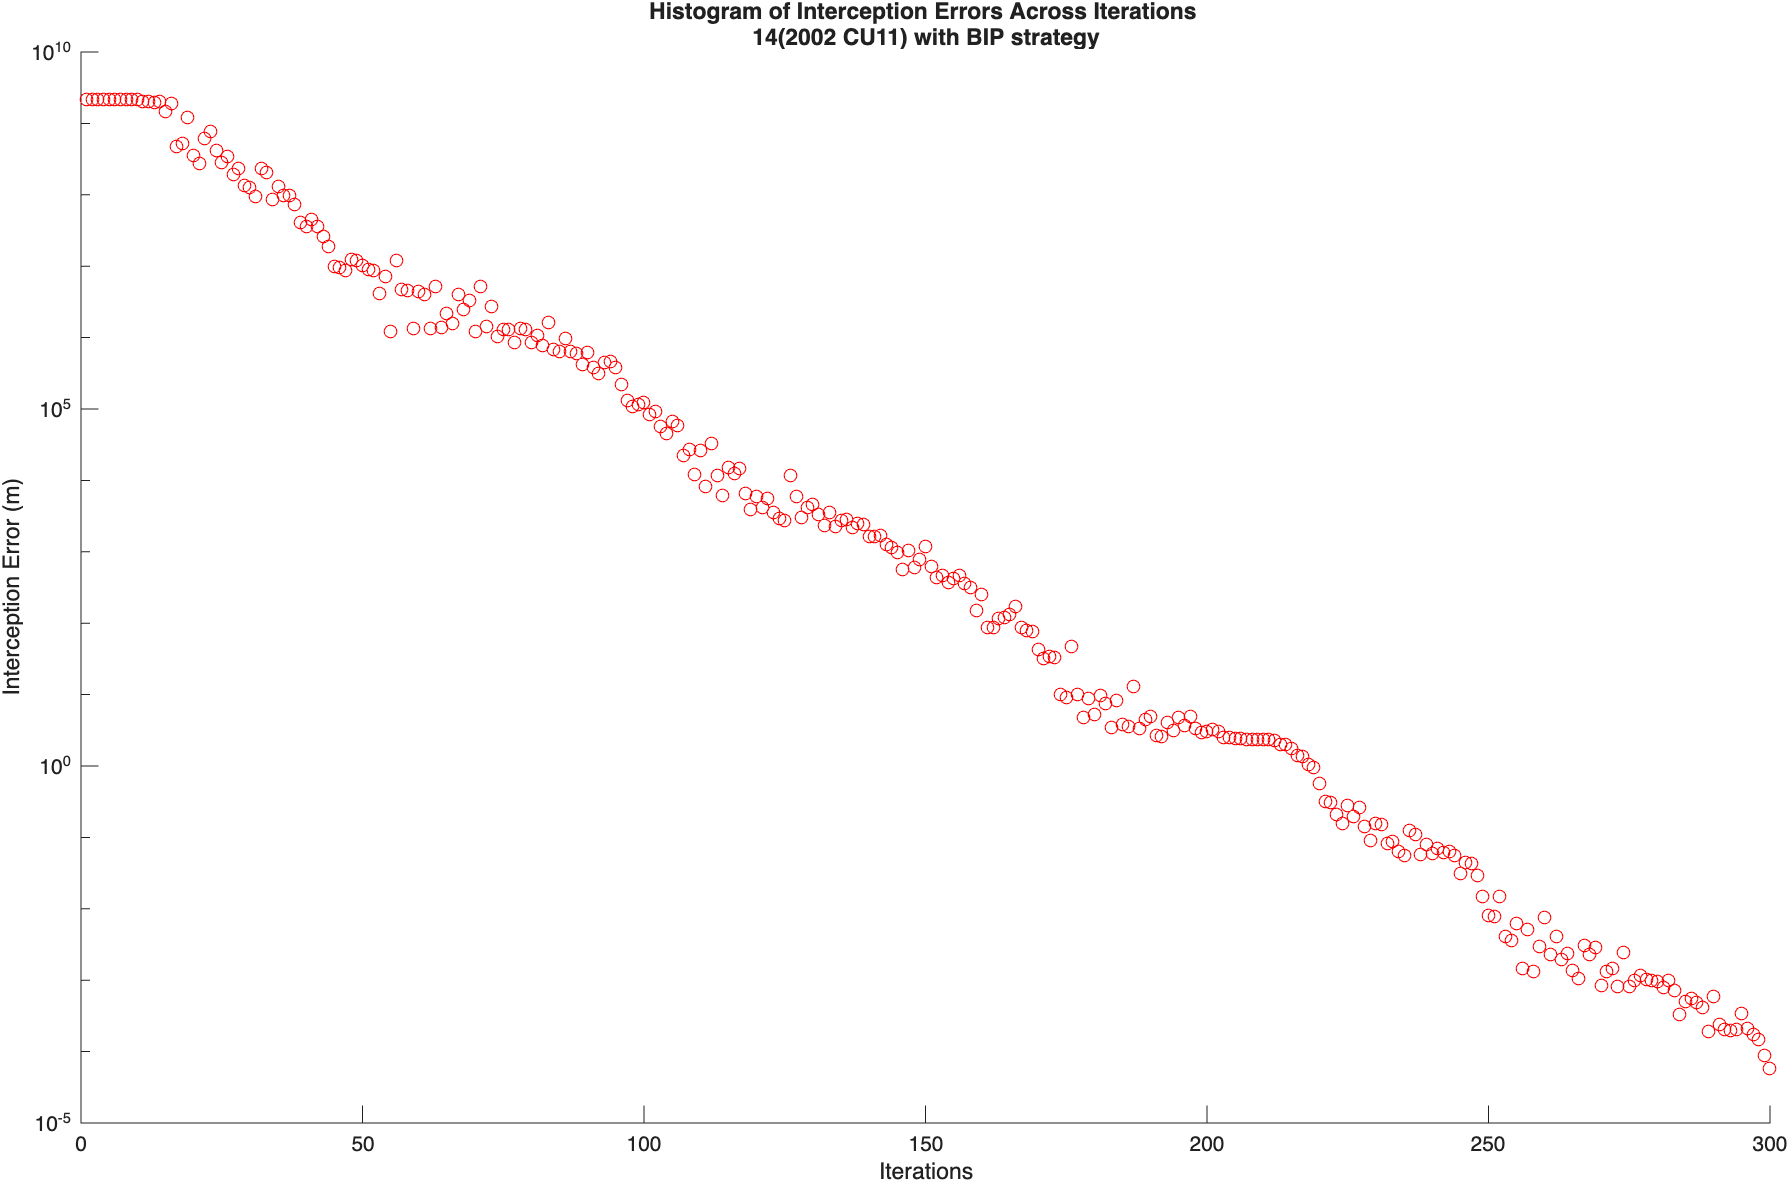 Histogram of Interception Errors Across Iterations
14(2002 CU11) with BIP strategy
10^10
10^5
10^0
10^-5
Interception Error (m)
0 50 100 150 200 250 300
Iterations